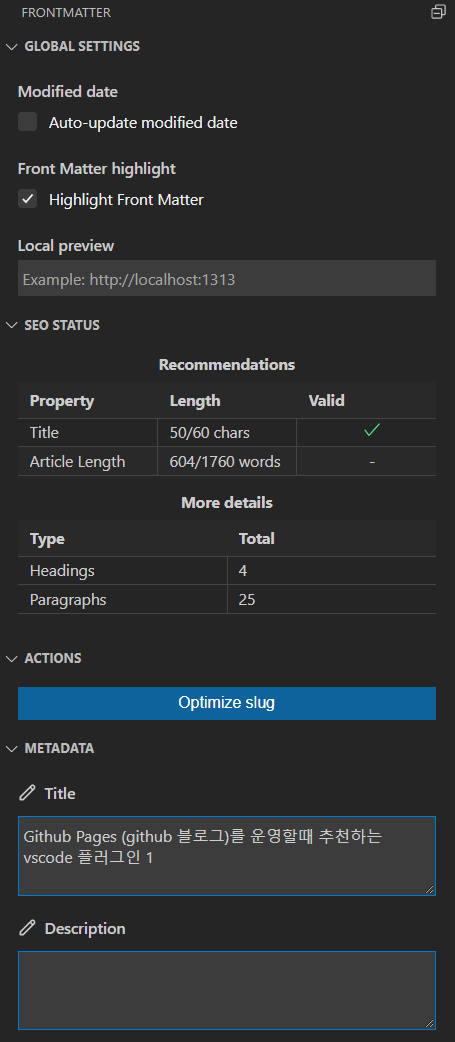 FRONTMATTER
GLOBAL SETTINGS
Modified date
Auto-update modified date
Front Matter highlight
Highlight Front Matter
Local preview
Example: http://localhost:1313
SEO STATUS
Recommendations
Property Length Valid
Title 50/60 chars
Article Length 604/1760 words -
More details
Type Total
Headings 4
Paragraphs 25
ACTIONS
Optimize slug
METADATA
Title
Github Pages (github 블로그)를 운영할때 추천하는
vscode 플러그인 1
Description